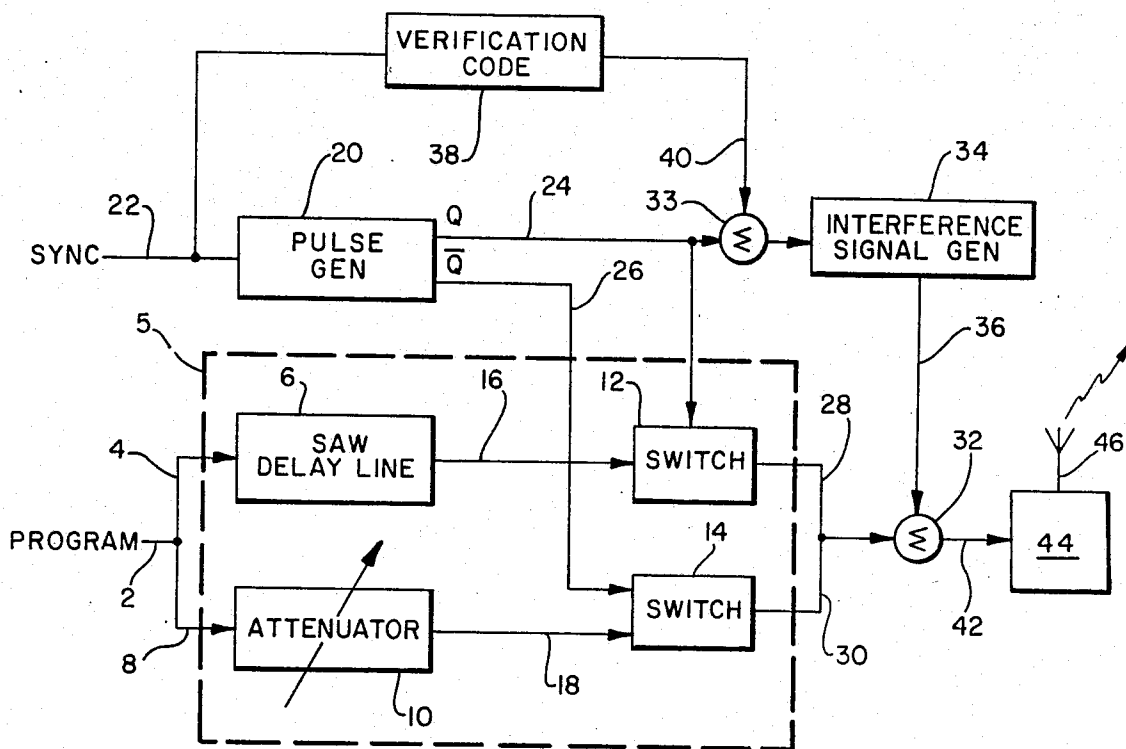 VERIFICATION
CODE
38
40
34
20
22
24
33
Q
SYNC
PULSE
GEN
Q̅
INTERFERENCE
SIGNAL GEN
Σ
26
36
5
6
16
12
28
4
SAW
DELAY LINE
SWITCH
32
46
PROGRAM
2
14
Σ
44
8
ATTENUATOR
SWITCH
42
18
30
10